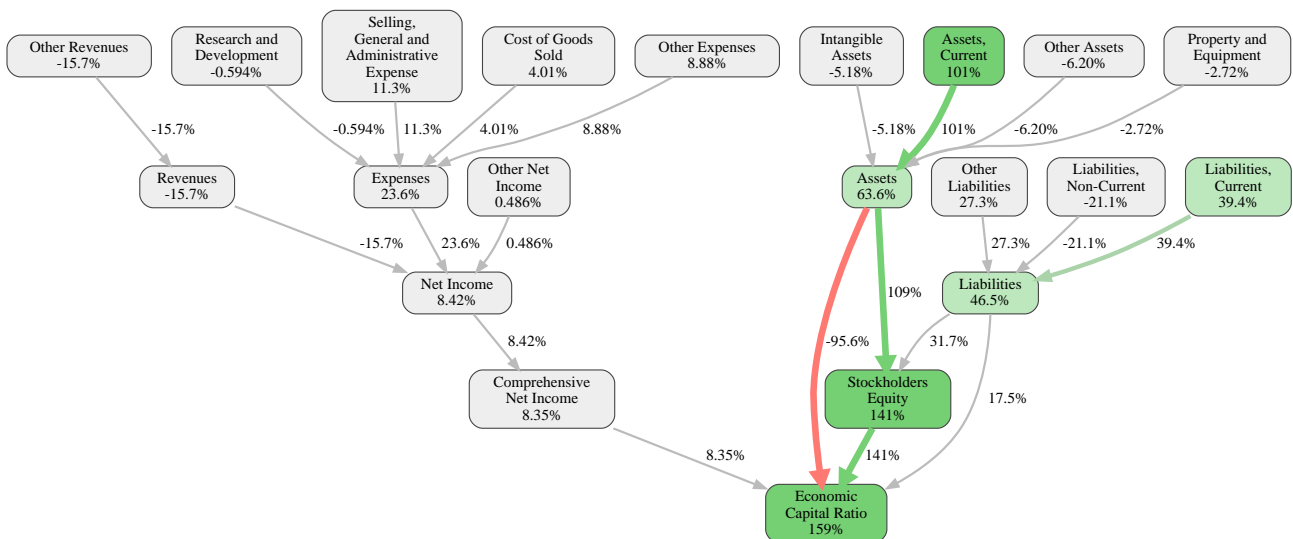 Other Revenues
-15.7%
Research and
Development
-0.594%
Selling,
General and
Administrative
Expense
11.3%
Cost of Goods
Sold
4.01%
Other Expenses
8.88%
Intangible
Assets
-5.18%
Assets,
Current
101%
Other Assets
-6.20%
Property and
Equipment
-2.72%
-15.7%
-0.594%
11.3%
4.01%
8.88%
-5.18%
101%
-6.20%
-2.72%
Revenues
-15.7%
Expenses
23.6%
Other Net
Income
0.486%
Assets
63.6%
Other
Liabilities
27.3%
Liabilities,
Non-Current
-21.1%
Liabilities,
Current
39.4%
-15.7%
23.6%
0.486%
27.3%
-21.1%
39.4%
Net Income
8.42%
109%
Liabilities
46.5%
8.42%
-95.6%
31.7%
Comprehensive
Net Income
8.35%
Stockholders
Equity
141%
17.5%
8.35%
141%
Economic
Capital Ratio
159%